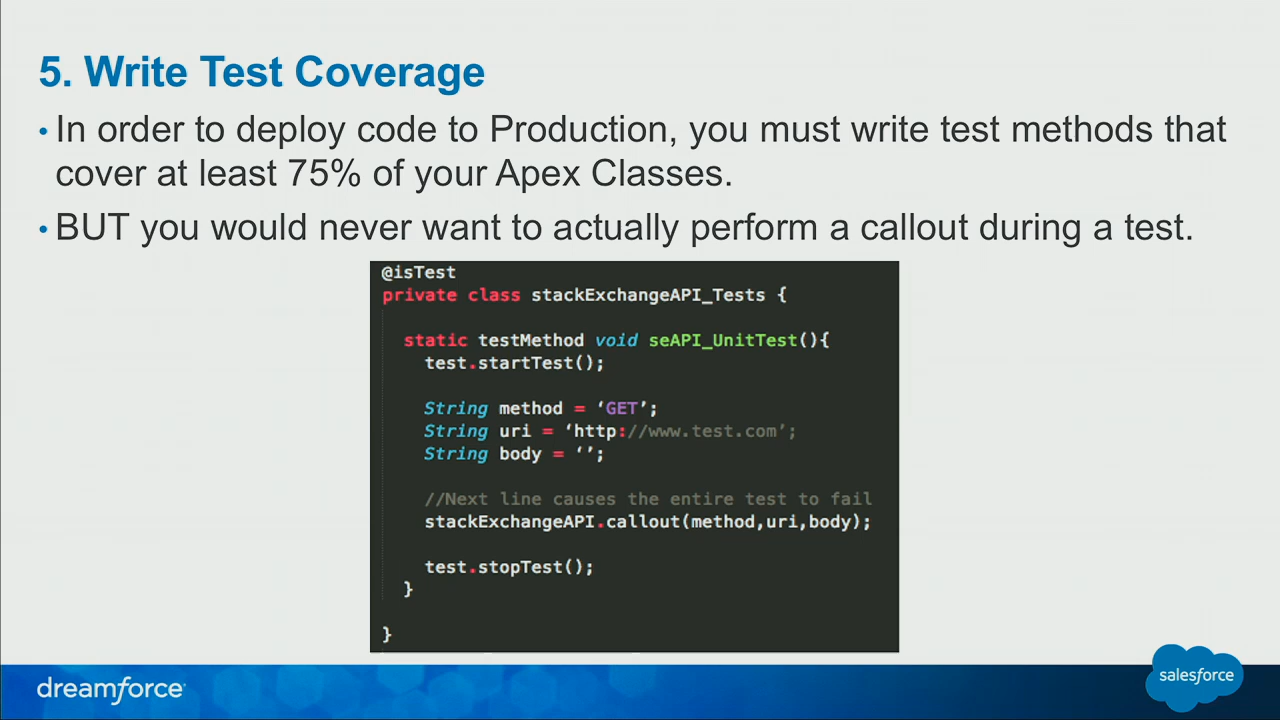 5. Write Test Coverage
• In order to deploy code to Production, you must write test methods that
cover at least 75% of your Apex Classes.
• BUT you would never want to actually perform a callout during a test.
@isTest
private class stackExchangeAPI_Tests {
static testMethod void seAPI_UnitTest(){
test.startTest();
String method = ‘GET’;
String uri = ‘http://www.test.com’;
String body = ‘’;
//Next line causes the entire test to fail
stackExchangeAPI.callout(method,uri,body);
test.stopTest();
}
}
dreamforce
salesforce